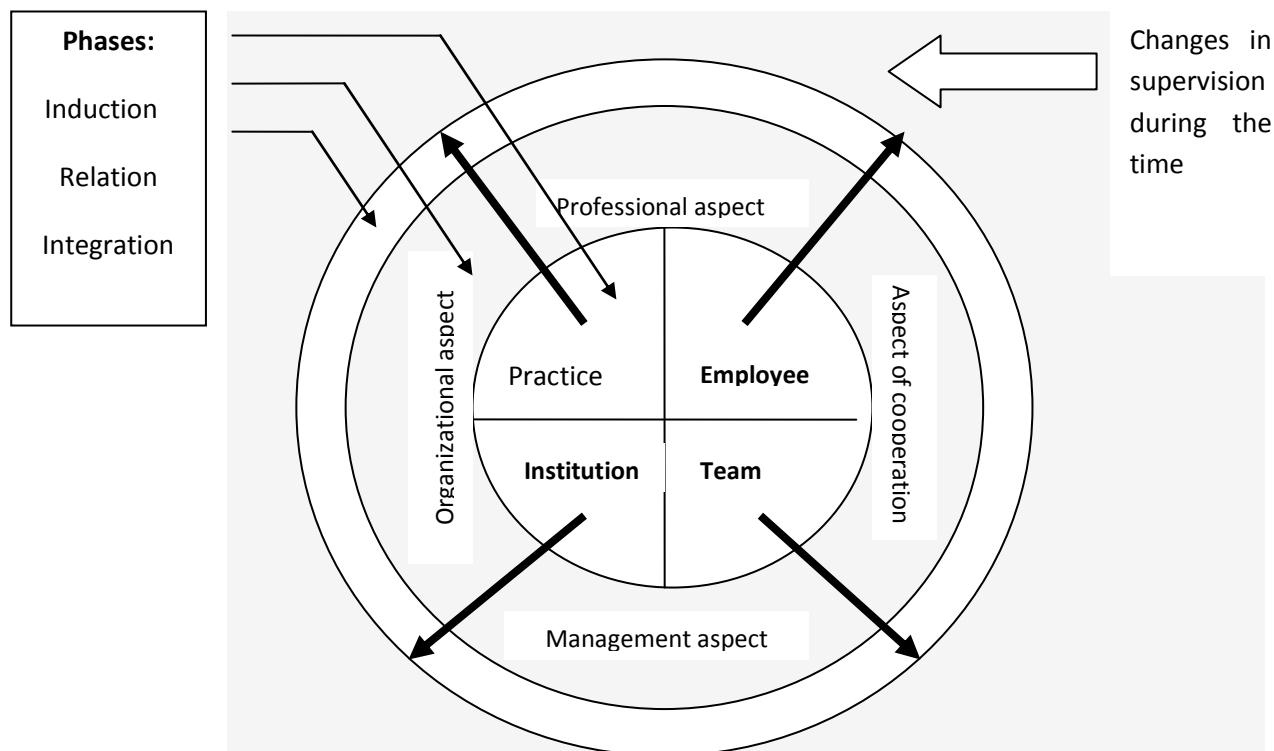 Phases:
Induction
Relation
Integration
Changes in
supervision
during the
time
Professional aspect
Organizational aspect
Aspect of cooperation
Practice
Employee
Institution
Team
Management aspect